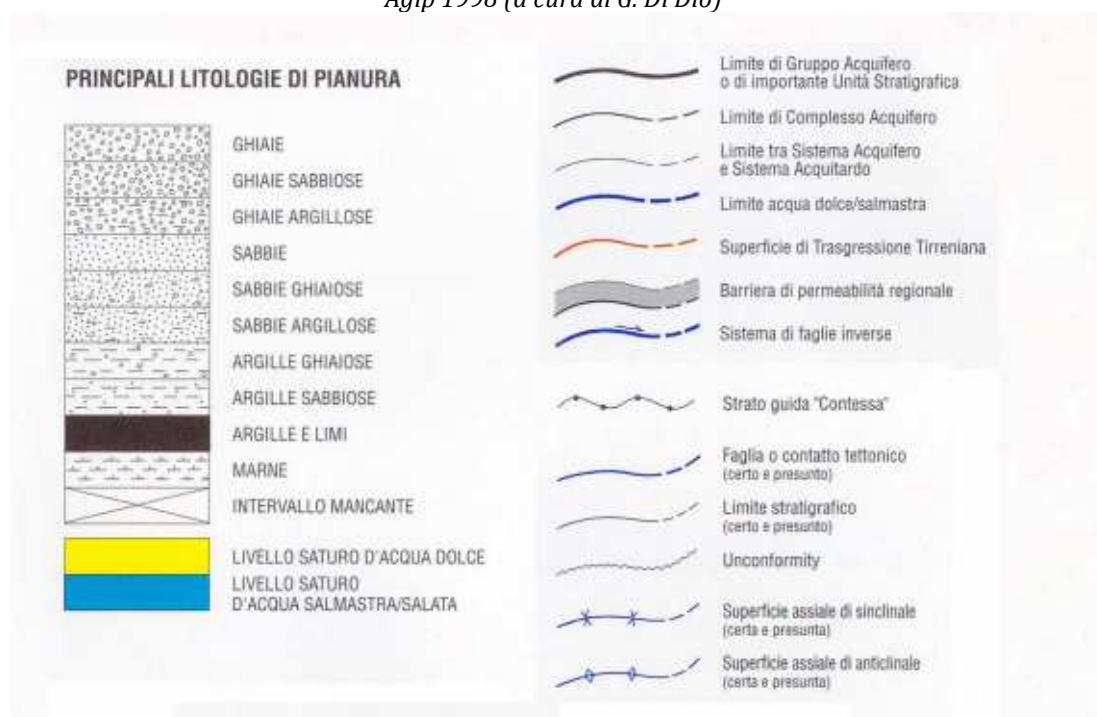 Agip 1998 (a cura di G. Di Dio)
PRINCIPALI LITOLOGIE DI PIANURA
GHIAIE
GHIAIE SABBIOSE
GHIAIE ARGILLOSE
SABBIE
SABBIE GHIAIOSE
SABBIE ARGILLOSE
ARGILLE GHIAIOSE
ARGILLE SABBIOSE
ARGILLE E LIMI
MARNE
INTERVALLO MANCANTE
LIVELLO SATURO D'ACQUA DOLCE
LIVELLO SATURO
D'ACQUA SALMASTRA/SALATA
Limite di Gruppo Acquifero
o di importante Unità Stratigrafica
Limite di Complesso Acquifero
Limite tra Sistema Acquifero
e Sistema Acquitardo
Limite acqua dolce/salmastra
Superficie di Trasgressione Tirreniana
Barriera di permeabilità regionale
Sistema di faglie inverse
Strato guida "Contessa"
Faglia o contatto tettonico
(certo e presunto)
Limite stratigrafico
(certo e presunto)
Unconformity
Superficie assiale di sinclinale
(certa e presunta)
Superficie assiale di anticlinale
(certa e presunta)